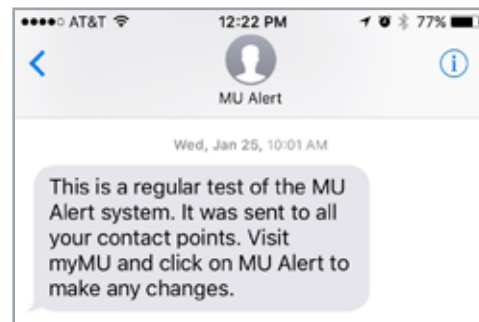 AT&T 12:22 PM 77%
MU Alert
Wed, Jan 25, 10:01 AM
This is a regular test of the MU
Alert system. It was sent to all
your contact points. Visit
myMU and click on MU Alert to
make any changes.